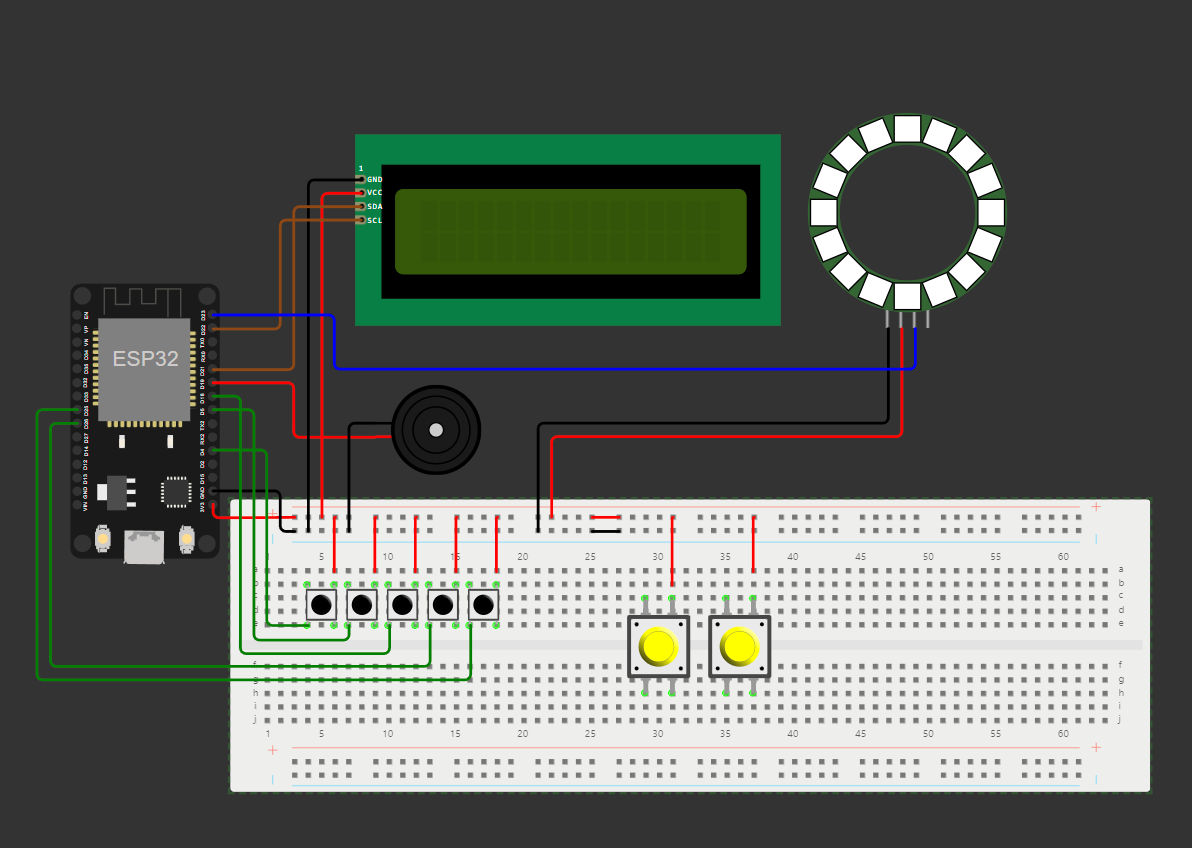 1
GND
VCC
SDA
SCL
EN
VP
VN
D34
D35
D32
D33
D25
D26
D27
D14
D12
D13
GND
VIN
ESP32
D23
D22
TX0
RX0
D21
D19
D18
D5
TX2
RX2
D4
D2
D15
GND
3V3
+ +
1 5 10 15 20 25 30 35 40 45 50 55 60
a a
b b
c c
d d
e e
f f
g g
h h
i i
j j
1 5 10 15 20 25 30 35 40 45 50 55 60
+ +